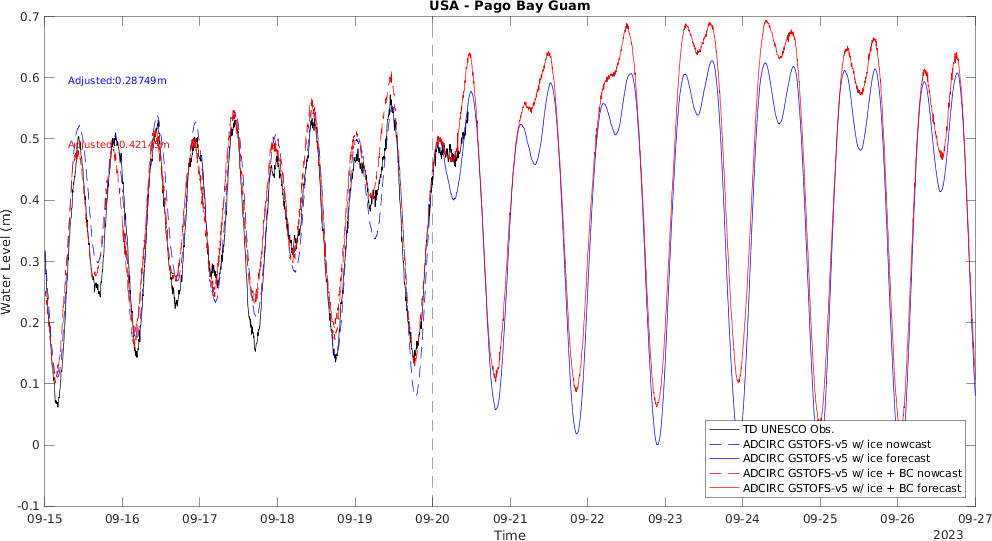 USA - Pago Bay Guam
0.7
0.6
0.5
0.4
0.3
0.2
0.1
0
-0.1
Water Level (m)
Adjusted:0.28749m
09-15
09-16
09-17
09-18
09-19
09-20
09-21
09-22
09-23
09-24
09-25
09-26
09-27
Time
2023
TD UNESCO Obs.
ADCIRC GSTOFS-v5 w/ ice nowcast
ADCIRC GSTOFS-v5 w/ ice forecast
ADCIRC GSTOFS-v5 w/ ice + BC nowcast
ADCIRC GSTOFS-v5 w/ ice + BC forecast